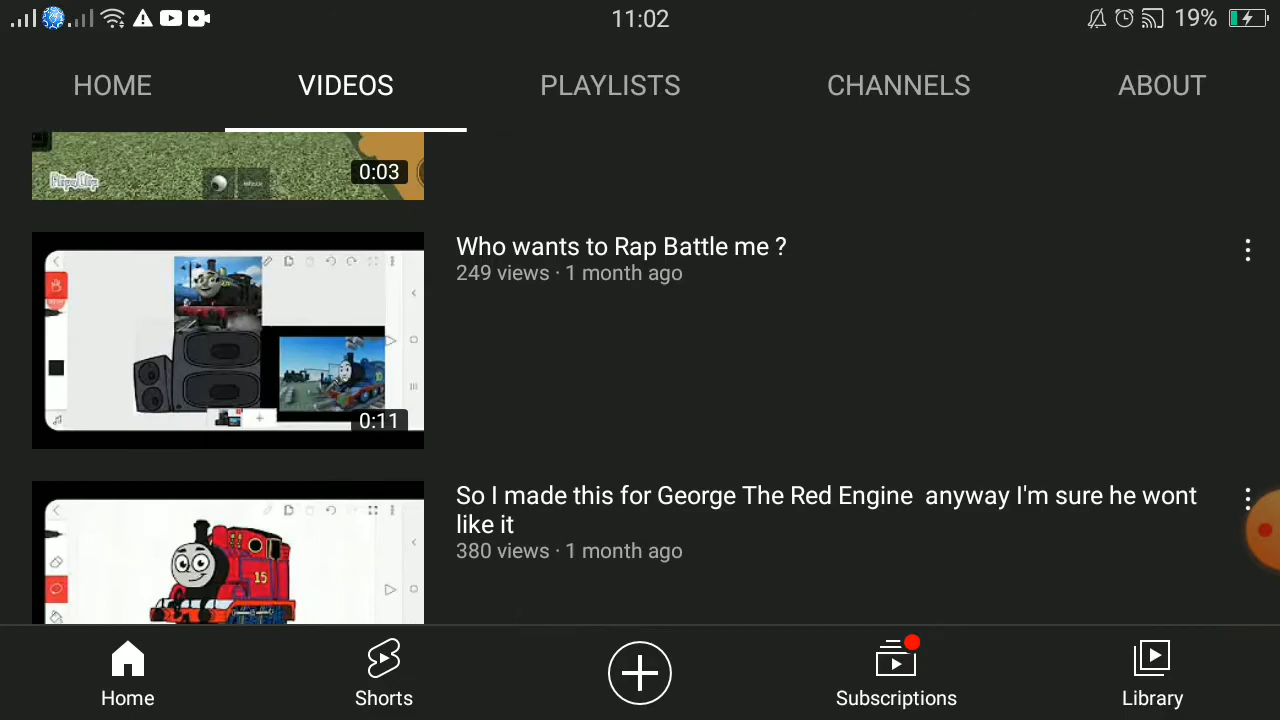 11:02
19%
HOME
VIDEOS
PLAYLISTS
CHANNELS
ABOUT
FlipaClip
0:03
Who wants to Rap Battle me ?
249 views · 1 month ago
0:11
So I made this for George The Red Engine anyway I'm sure he wont
like it
380 views · 1 month ago
15
Home
Shorts
Subscriptions
Library